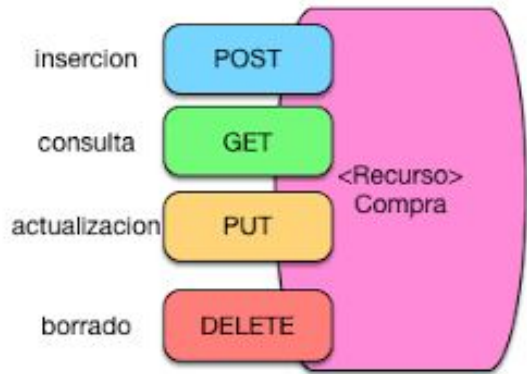 insercion POST
consulta GET
<Recurso>
Compra
actualizacion PUT
borrado DELETE